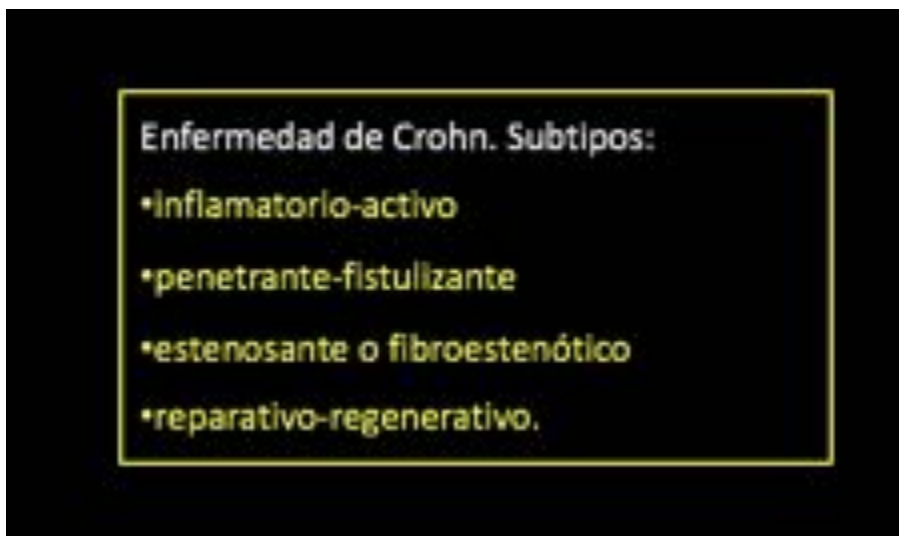 Enfermedad de Crohn. Subtipos:
•inflamatorio-activo
•penetrante-fistulizante
•estenosante o fibroestenótico
•reparativo-regenerativo.